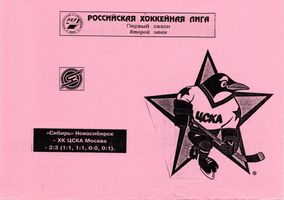 РОССИЙСКАЯ ХОККЕЙНАЯ ЛИГА
Первый сезон
Второй этап
ЦСКА
«Сибирь» Новосибирск
- ХК ЦСКА Москва
- 2:3 (1:1, 1:1, 0:0, 0:1).
®